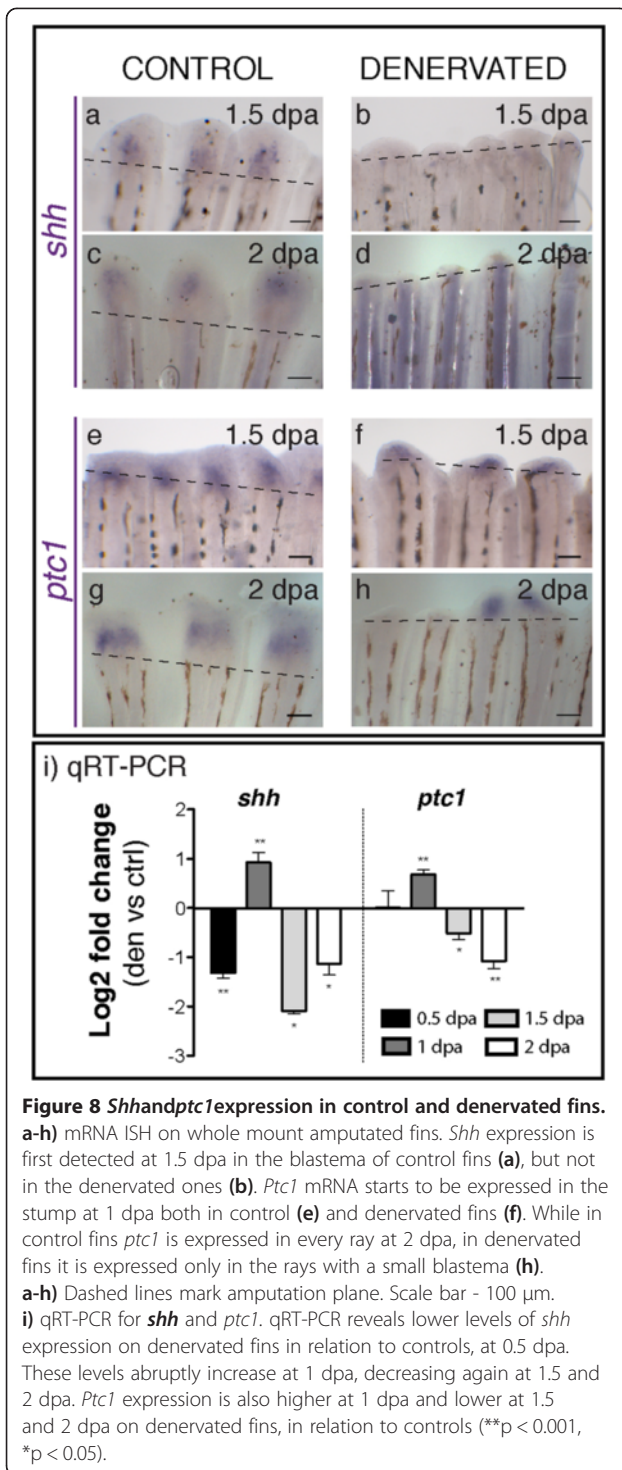 CONTROL DENERVATED
shh
a 1.5 dpa
b 1.5 dpa
c 2 dpa
d 2 dpa
ptc1
e 1.5 dpa
f 1.5 dpa
g 2 dpa
h 2 dpa
i) qRT-PCR
shh ptc1
Log2 fold change
(den vs ctrl)
2
1
0
-1
-2
-3
**
**
*
*
**
*
**
0.5 dpa 1.5 dpa
1 dpa 2 dpa
Figure 8 Shhandptc1expression in control and denervated fins.
a-h) mRNA ISH on whole mount amputated fins. Shh expression is
first detected at 1.5 dpa in the blastema of control fins (a), but not
in the denervated ones (b). Ptc1 mRNA starts to be expressed in the
stump at 1 dpa both in control (e) and denervated fins (f). While in
control fins ptc1 is expressed in every ray at 2 dpa, in denervated
fins it is expressed only in the rays with a small blastema (h).
a-h) Dashed lines mark amputation plane. Scale bar - 100 μm.
i) qRT-PCR for shh and ptc1. qRT-PCR reveals lower levels of shh
expression on denervated fins in relation to controls, at 0.5 dpa.
These levels abruptly increase at 1 dpa, decreasing again at 1.5 and
2 dpa. Ptc1 expression is also higher at 1 dpa and lower at 1.5
and 2 dpa on denervated fins, in relation to controls (**p < 0.001,
*p < 0.05).